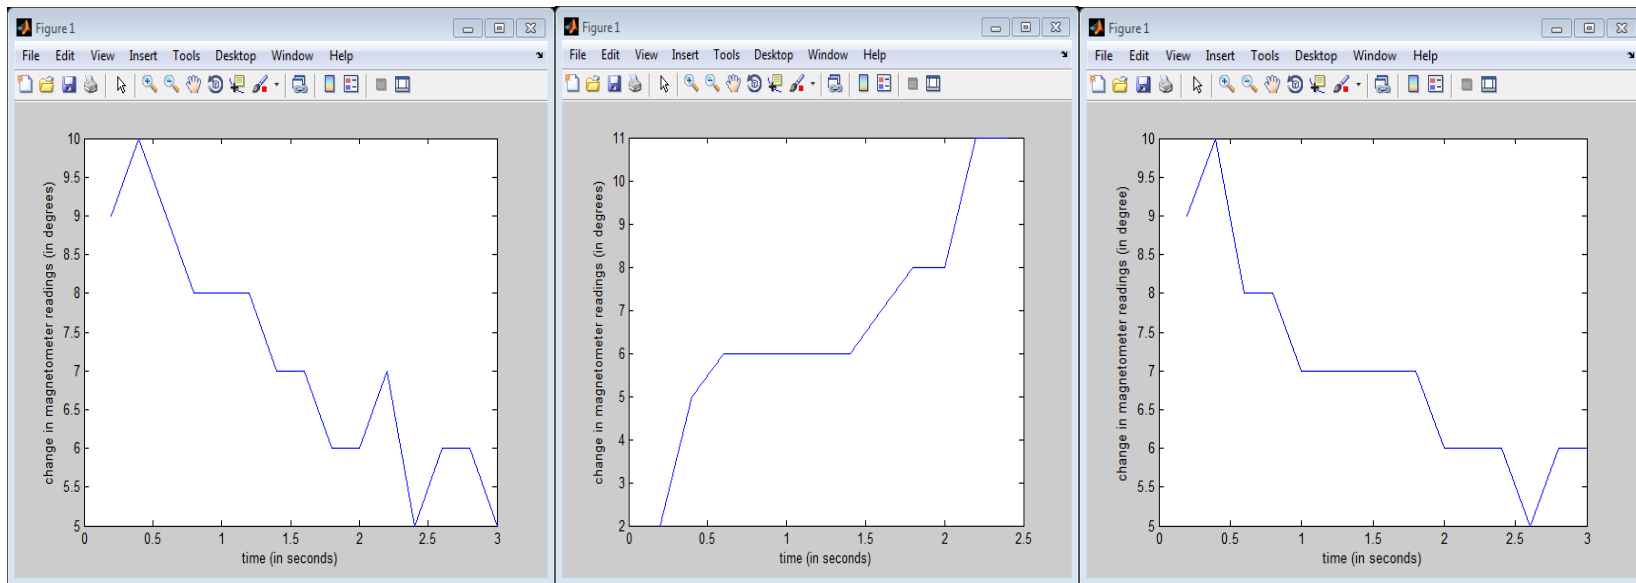 Figure 1
File Edit View Insert Tools Desktop Window Help
10
9.5
9
8.5
8
7.5
7
6.5
6
5.5
5
0 0.5 1 1.5 2 2.5 3
change in magnetometer readings (in degrees)
time (in seconds)
Figure 1
File Edit View Insert Tools Desktop Window Help
11
10
9
8
7
6
5
4
3
2
0 0.5 1 1.5 2 2.5
change in magnetometer readings (in degrees)
time (in seconds)
Figure 1
File Edit View Insert Tools Desktop Window Help
10
9.5
9
8.5
8
7.5
7
6.5
6
5.5
5
0 0.5 1 1.5 2 2.5 3
change in magnetometer readings (in degree)
time (in seconds)